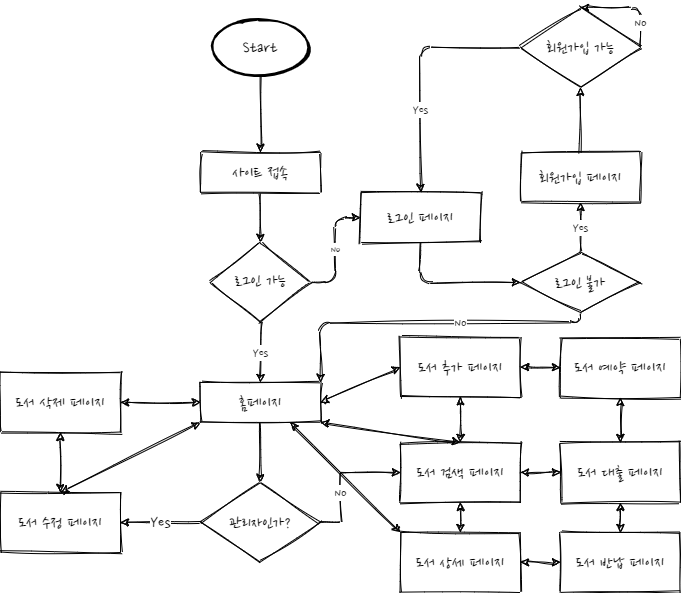 Start
회원가입 가능
NO
Yes
사이트 접속
회원가입 페이지
로그인 페이지
Yes
NO
로그인 가능
로그인 불가
NO
Yes
도서 추가 페이지
도서 예약 페이지
도서 삭제 페이지
홈페이지
도서 검색 페이지
도서 대출 페이지
NO
도서 수정 페이지
Yes
관리자인가?
도서 상세 페이지
도서 반납 페이지